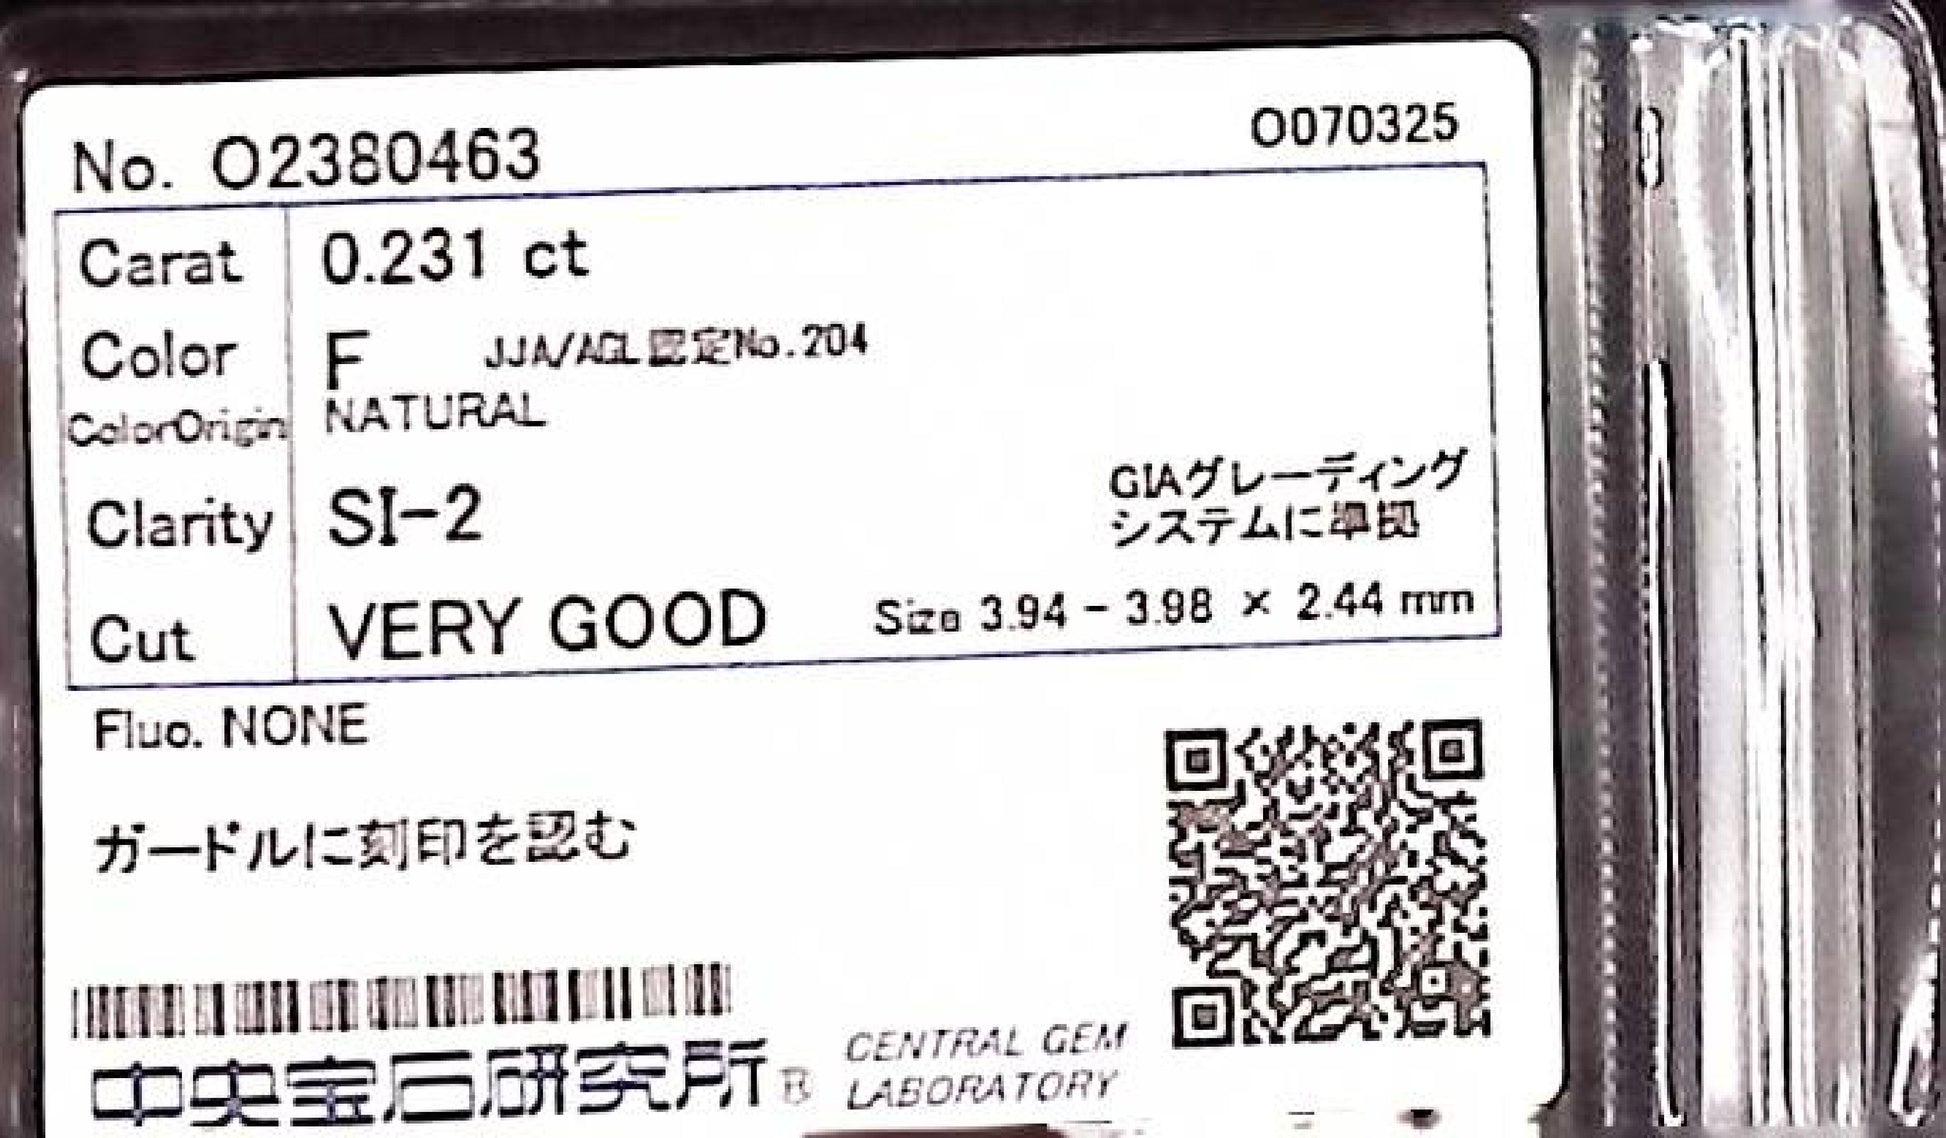 No. O2380463
O070325
Carat 0.231 ct
Color F JJA/AGL認定No.204
ColorOrigin NATURAL
Clarity SI-2
GIAグレーディング
システムに準拠
Cut VERY GOOD Size 3.94 - 3.98 × 2.44 mm
Fluo. NONE
ガードルに刻印を認む
中央宝石研究所
CENTRAL GEM
LABORATORY